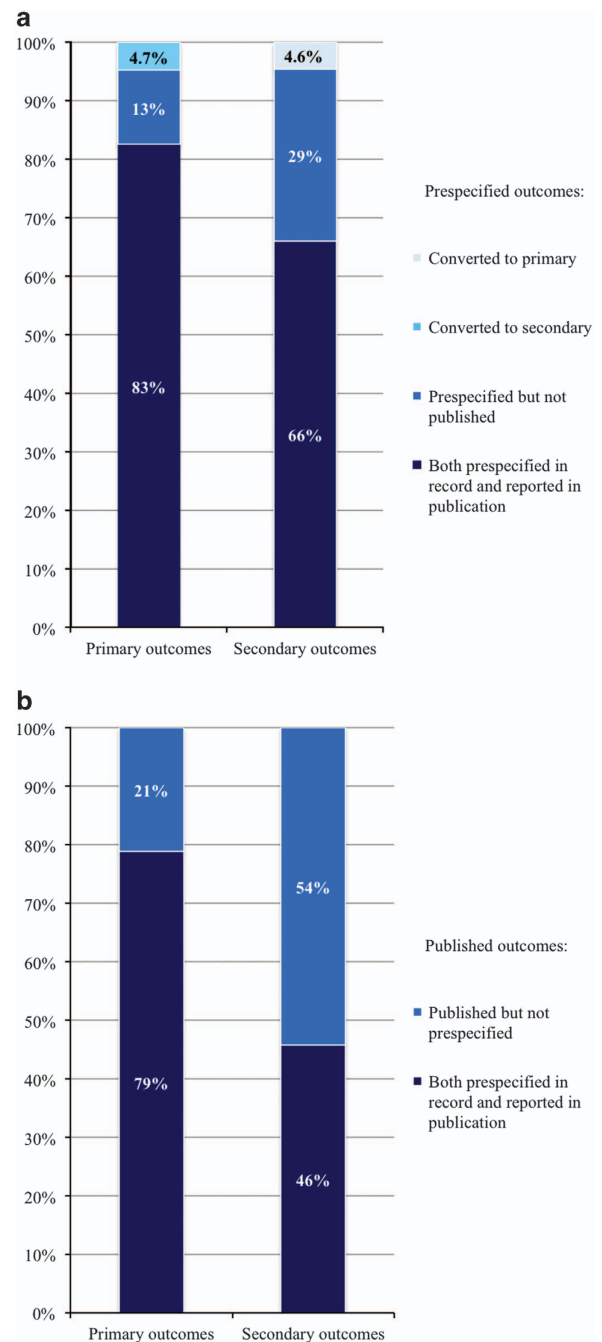 a
100%
90%
80%
70%
60%
50%
40%
30%
20%
10%
0%
4.7%
13%
83%
4.6%
29%
66%
Primary outcomes
Secondary outcomes
Prespecified outcomes:
Converted to primary
Converted to secondary
Prespecified but not
published
Both prespecified in
record and reported in
publication
b
100%
90%
80%
70%
60%
50%
40%
30%
20%
10%
0%
21%
79%
54%
46%
Primary outcomes
Secondary outcomes
Published outcomes:
Published but not
prespecified
Both prespecified in
record and reported in
publication